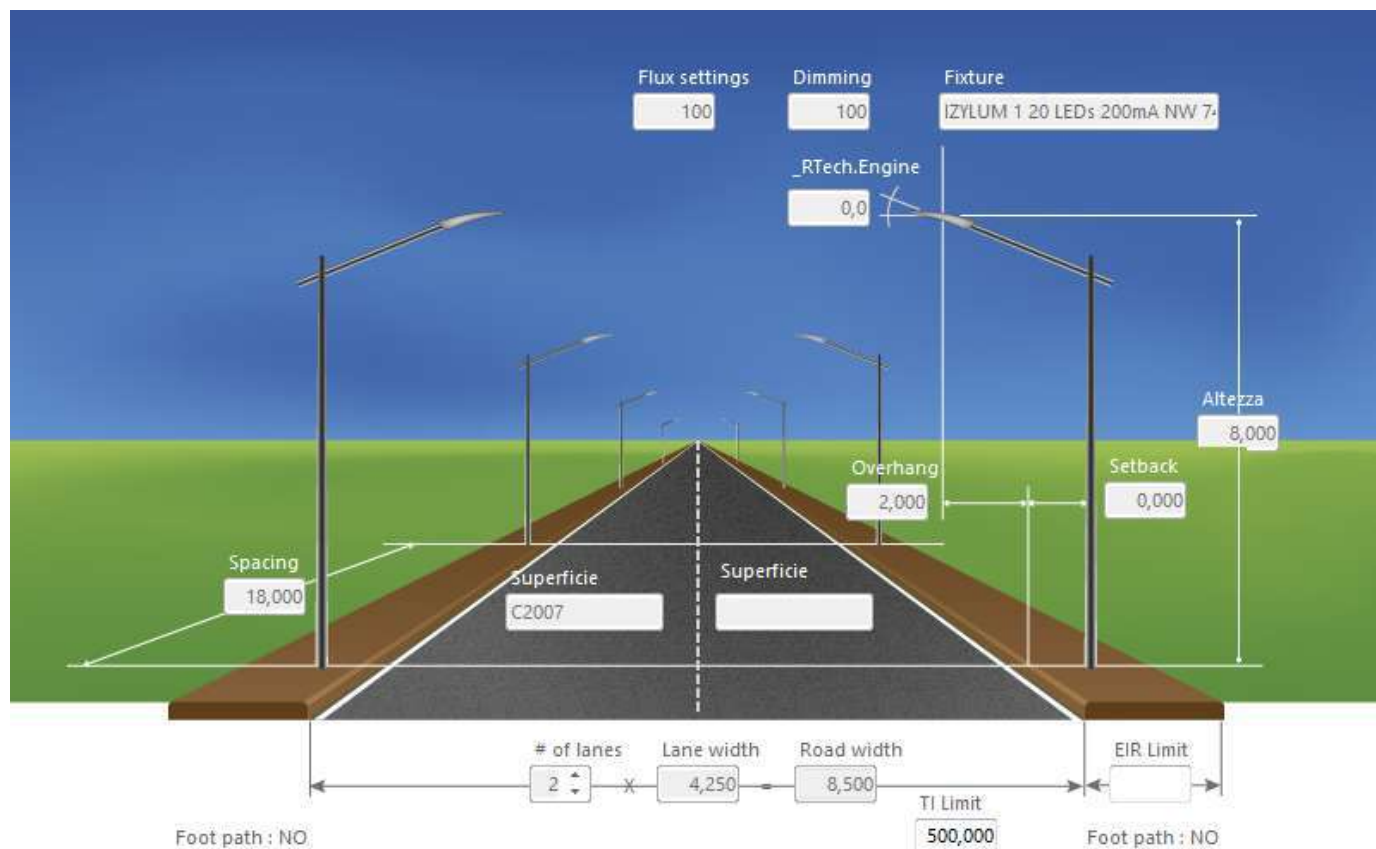 Flux settings Dimming Fixture
100 100 IZYLUM 1 20 LEDs 200mA NW 74
_RTech.Engine
0,0
Altezza
8,000
Overhang Setback
2,000 0,000
Spacing
18,000
Superficie Superficie
C2007
# of lanes Lane width Road width EIR Limit
2 X 4,250 = 8,500
TI Limit
500,000
Foot path : NO Foot path : NO